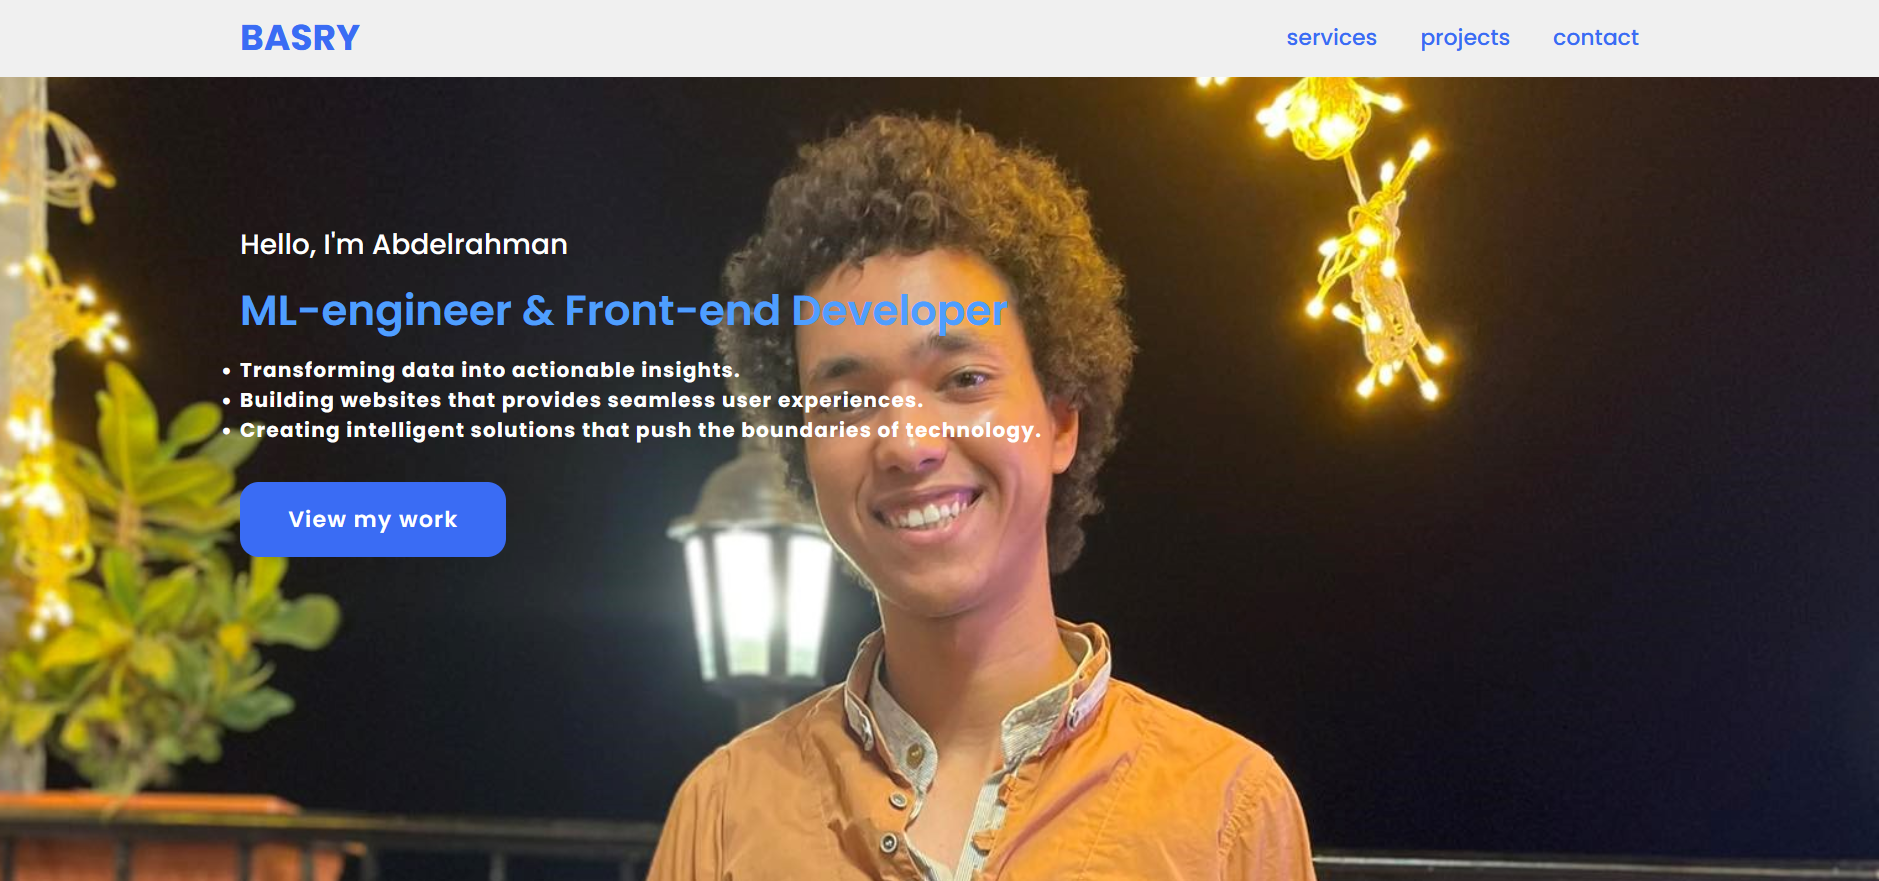 BASRY
services projects contact
Hello, I'm Abdelrahman
ML-engineer & Front-end Developer
• Transforming data into actionable insights.
• Building websites that provides seamless user experiences.
• Creating intelligent solutions that push the boundaries of technology.
View my work